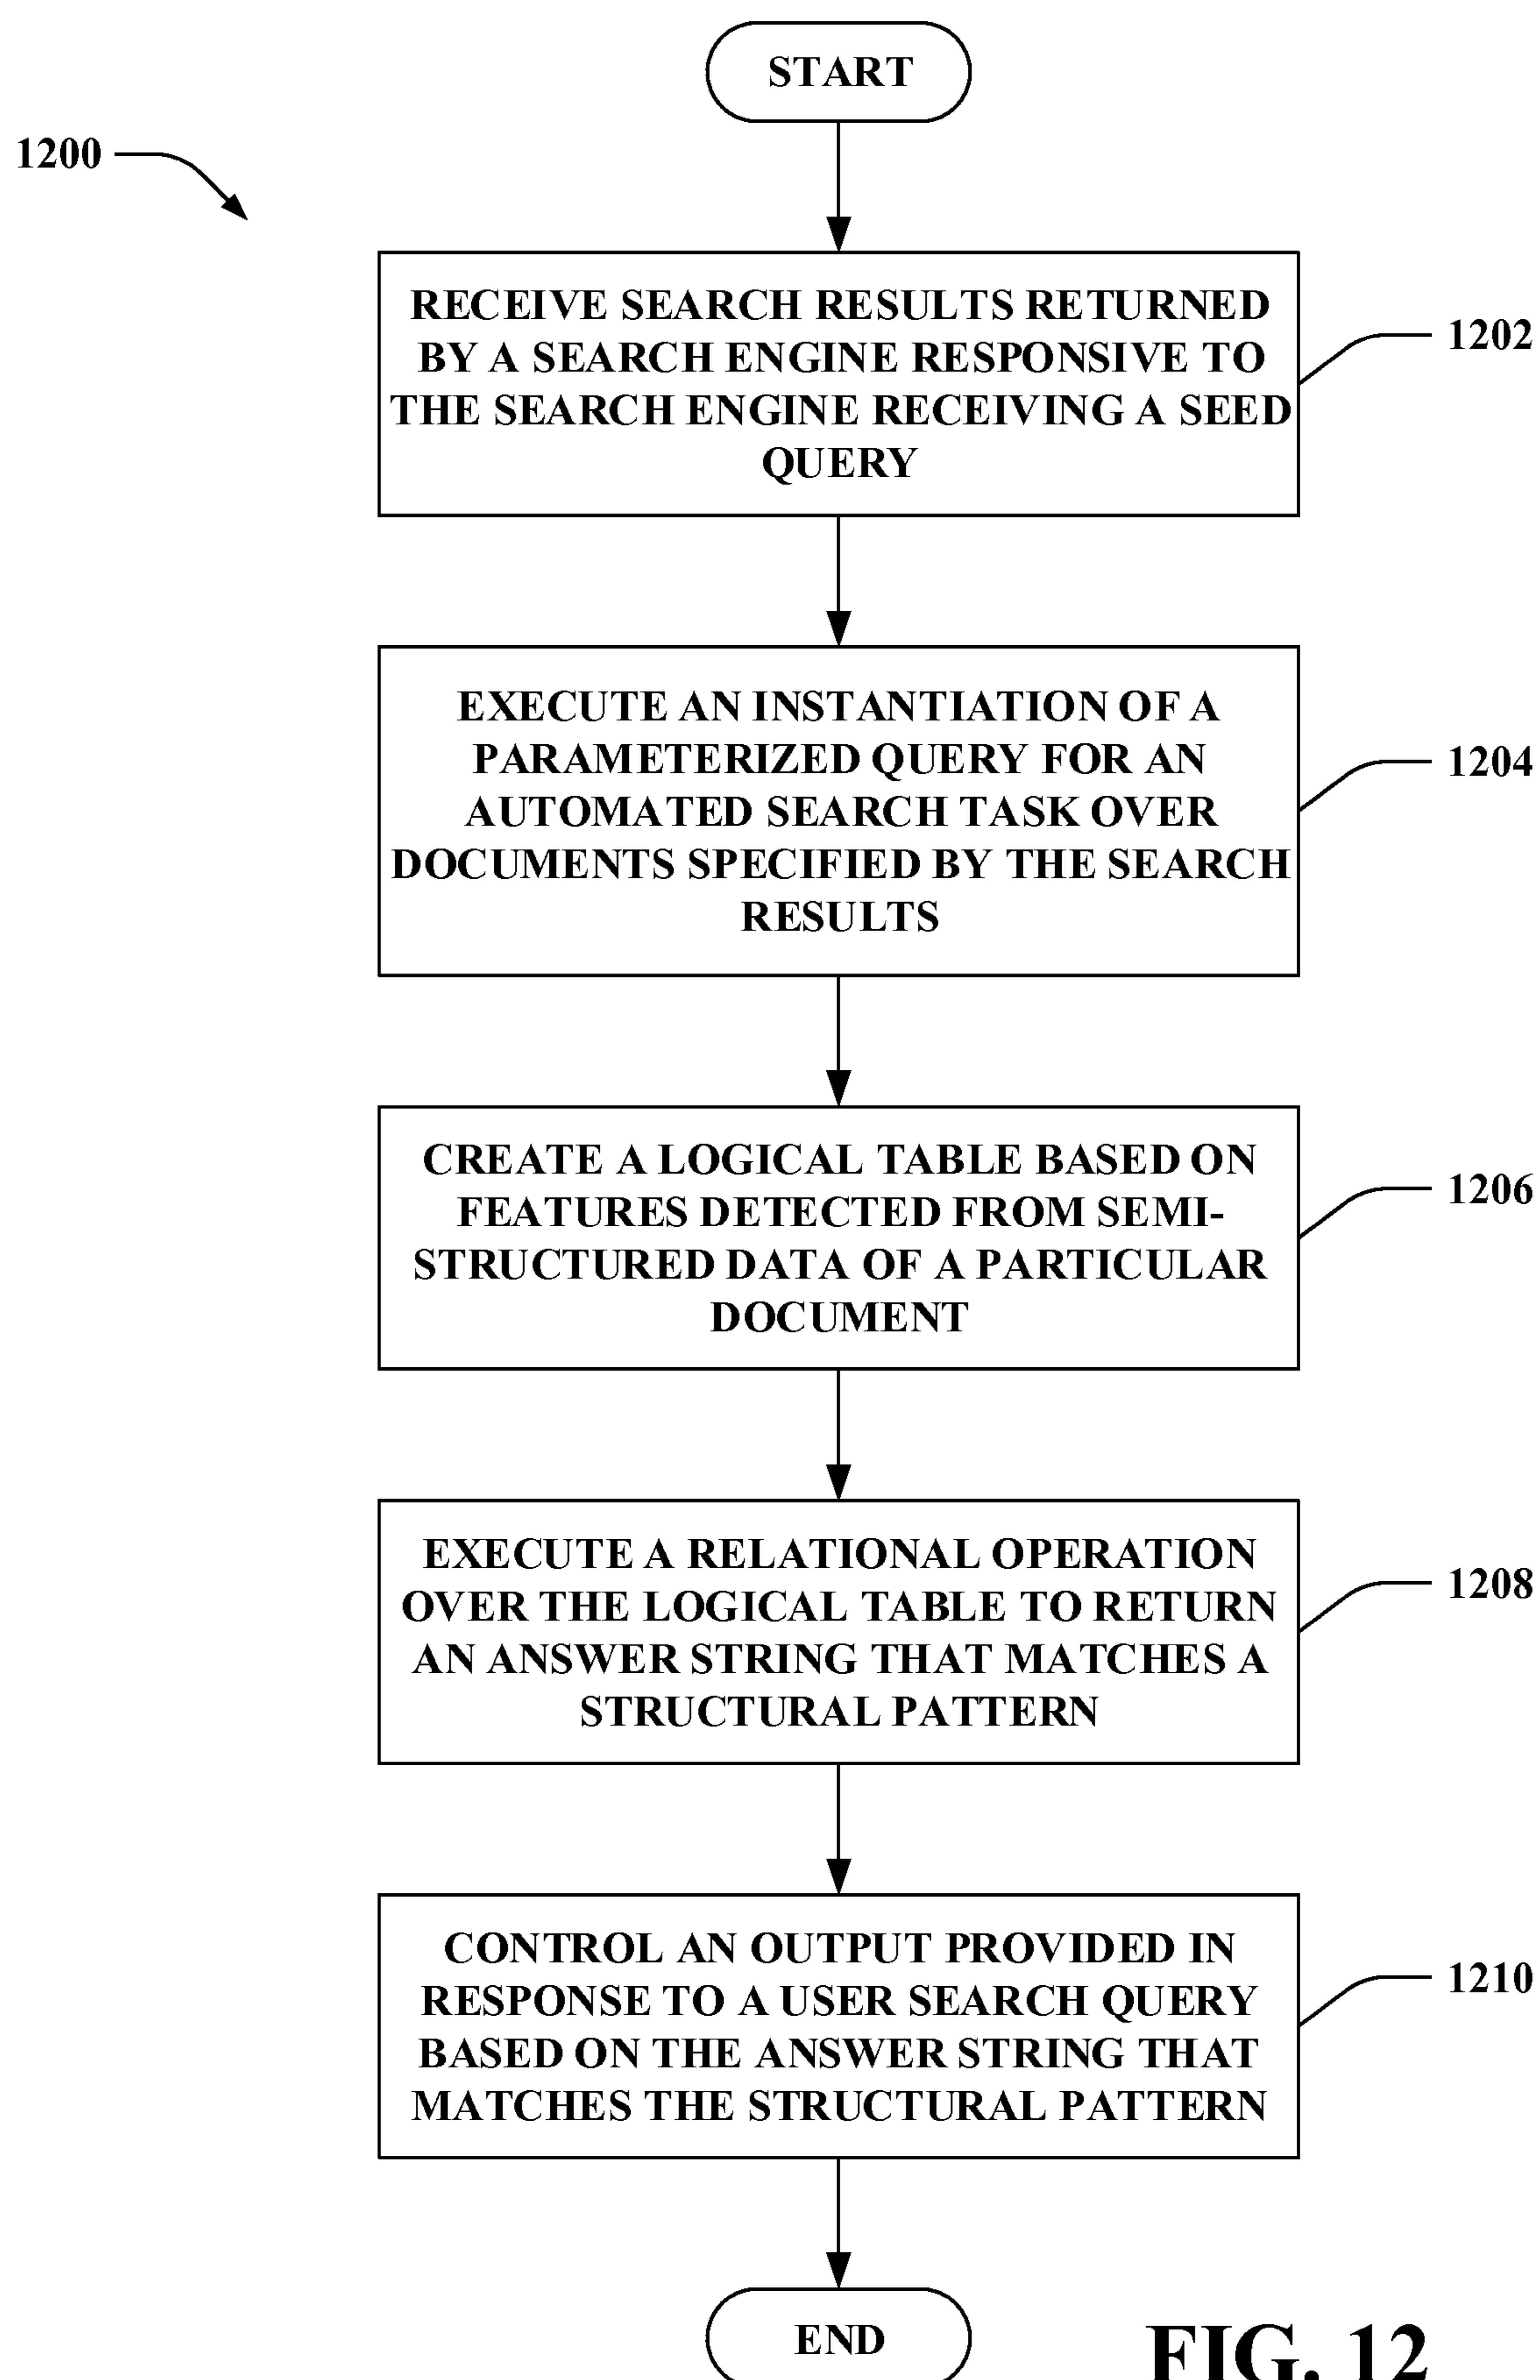 START
1200
RECEIVE SEARCH RESULTS RETURNED
BY A SEARCH ENGINE RESPONSIVE TO
THE SEARCH ENGINE RECEIVING A SEED
QUERY
1202
EXECUTE AN INSTANTIATION OF A
PARAMETERIZED QUERY FOR AN
AUTOMATED SEARCH TASK OVER
DOCUMENTS SPECIFIED BY THE SEARCH
RESULTS
1204
CREATE A LOGICAL TABLE BASED ON
FEATURES DETECTED FROM SEMI-
STRUCTURED DATA OF A PARTICULAR
DOCUMENT
1206
EXECUTE A RELATIONAL OPERATION
OVER THE LOGICAL TABLE TO RETURN
AN ANSWER STRING THAT MATCHES A
STRUCTURAL PATTERN
1208
CONTROL AN OUTPUT PROVIDED IN
RESPONSE TO A USER SEARCH QUERY
BASED ON THE ANSWER STRING THAT
MATCHES THE STRUCTURAL PATTERN
1210
END
FIG. 12